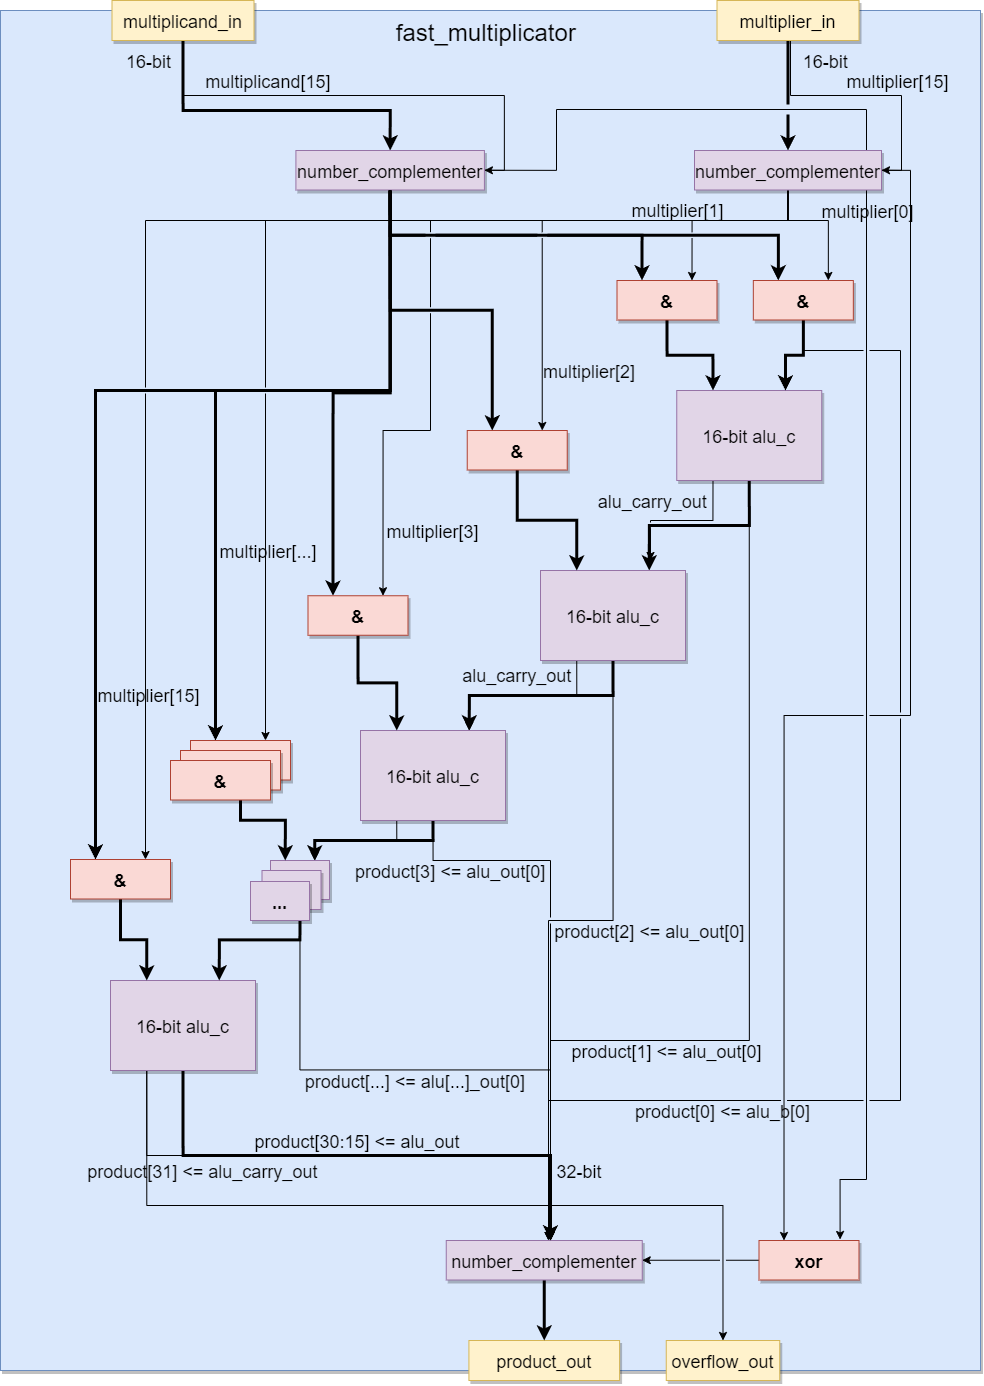 multiplicand_in
multiplier_in
fast_multiplicator
16-bit
16-bit
multiplicand[15]
multiplier[15]
number_complementer
number_complementer
multiplier[1]
multiplier[0]
&
&
multiplier[2]
16-bit alu_c
&
alu_carry_out
multiplier[3]
multiplier[...]
&
16-bit alu_c
alu_carry_out
multiplier[15]
&
16-bit alu_c
&
product[3] <= alu_out[0]
...
product[2] <= alu_out[0]
16-bit alu_c
product[1] <= alu_out[0]
product[...] <= alu[...]_out[0]
product[0] <= alu_b[0]
product[30:15] <= alu_out
product[31] <= alu_carry_out
32-bit
number_complementer
xor
product_out
overflow_out